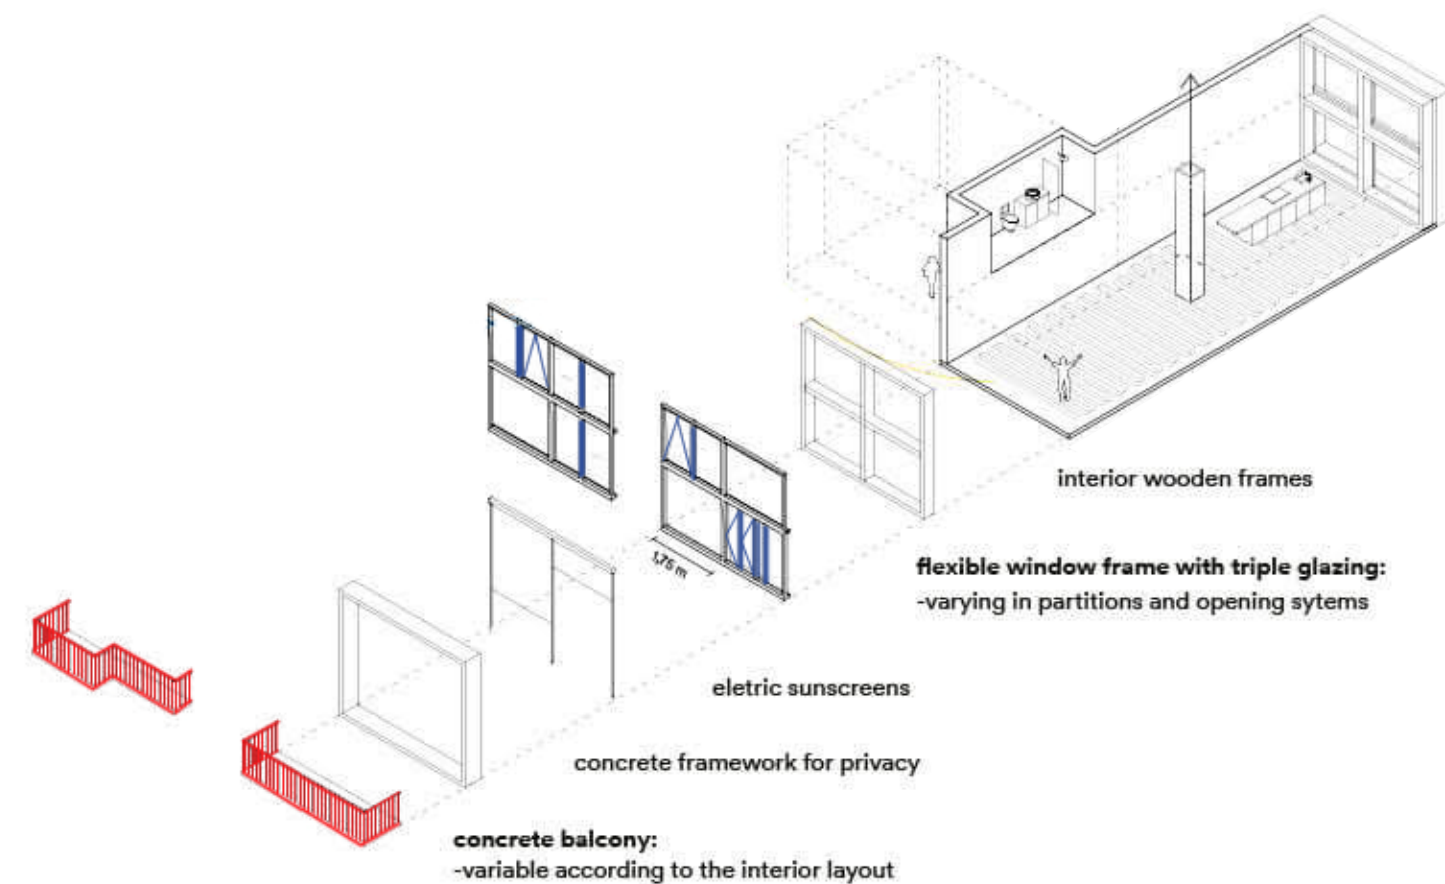 interior wooden frames
flexible window frame with triple glazing:
-varying in partitions and opening sytems
1,75 m
eletric sunscreens
concrete framework for privacy
concrete balcony:
-variable according to the interior layout